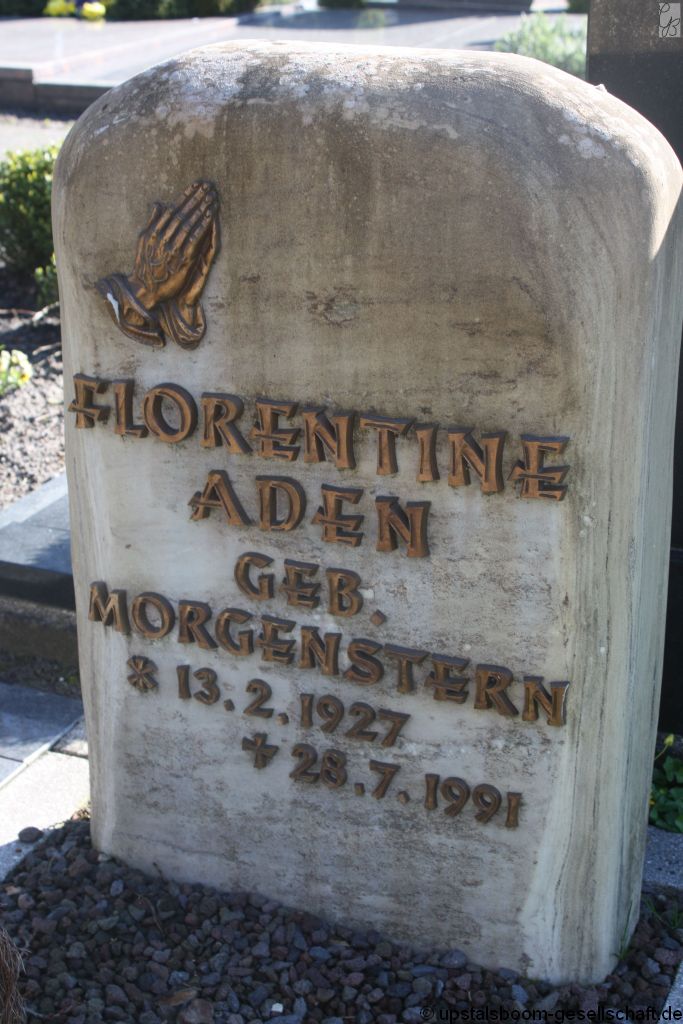 FLORENTINE
ADEN
GEB.
MORGENSTERN
* 13.2.1927
✝ 28.7.1991
© upstalsboom-gesellschaft.de